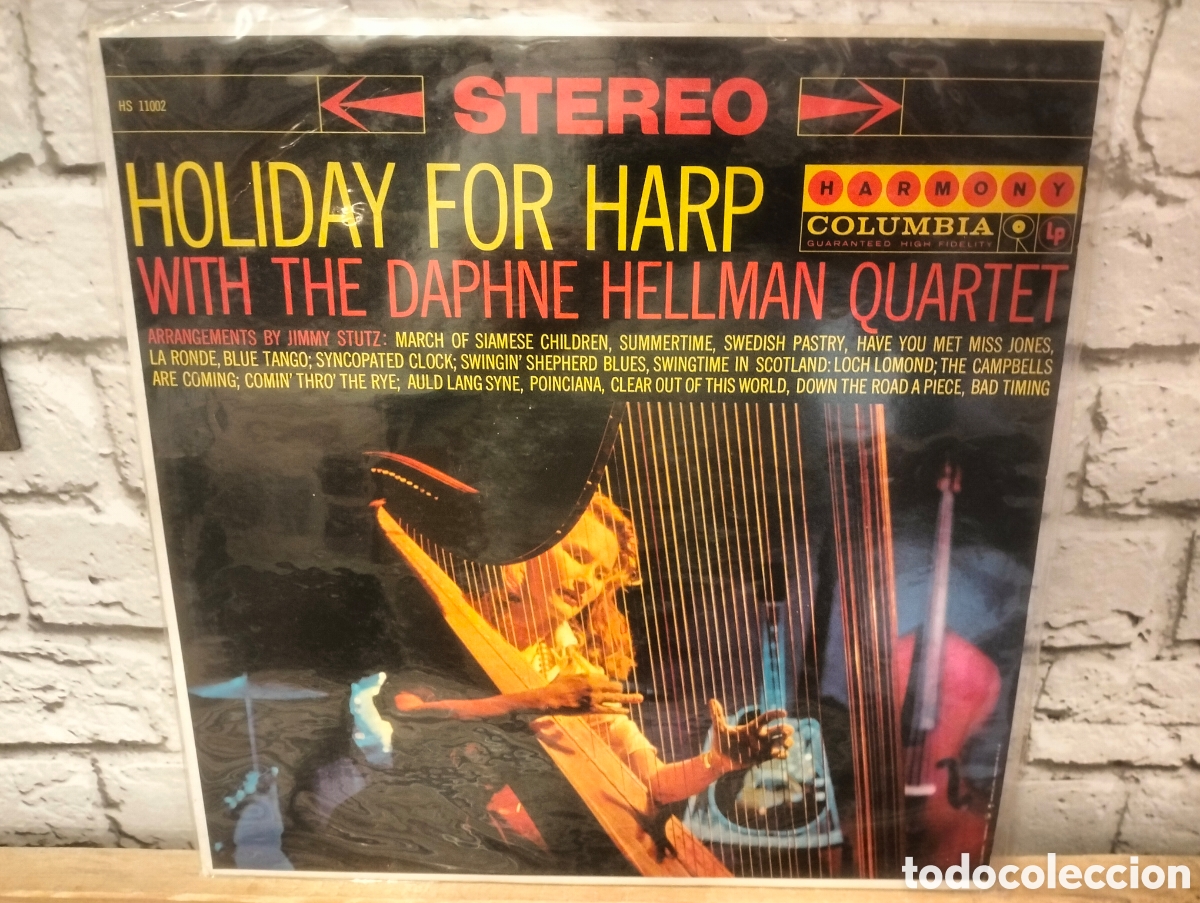 HS 11002
STEREO
HOLIDAY FOR HARP
HARMONY
COLUMBIA
GUARANTEED HIGH FIDELITY
Lp
WITH THE DAPHNE HELLMAN QUARTET
ARRANGEMENTS BY JIMMY STUTZ: MARCH OF SIAMESE CHILDREN, SUMMERTIME, SWEDISH PASTRY, HAVE YOU MET MISS JONES,
LA RONDE, BLUE TANGO; SYNCOPATED CLOCK; SWINGIN' SHEPHERD BLUES, SWINGTIME IN SCOTLAND: LOCH LOMOND; THE CAMPBELLS
ARE COMING; COMIN' THRO' THE RYE; AULD LANG SYNE, POINCIANA, CLEAR OUT OF THIS WORLD, DOWN THE ROAD A PIECE, BAD TIMING
todocoleccion